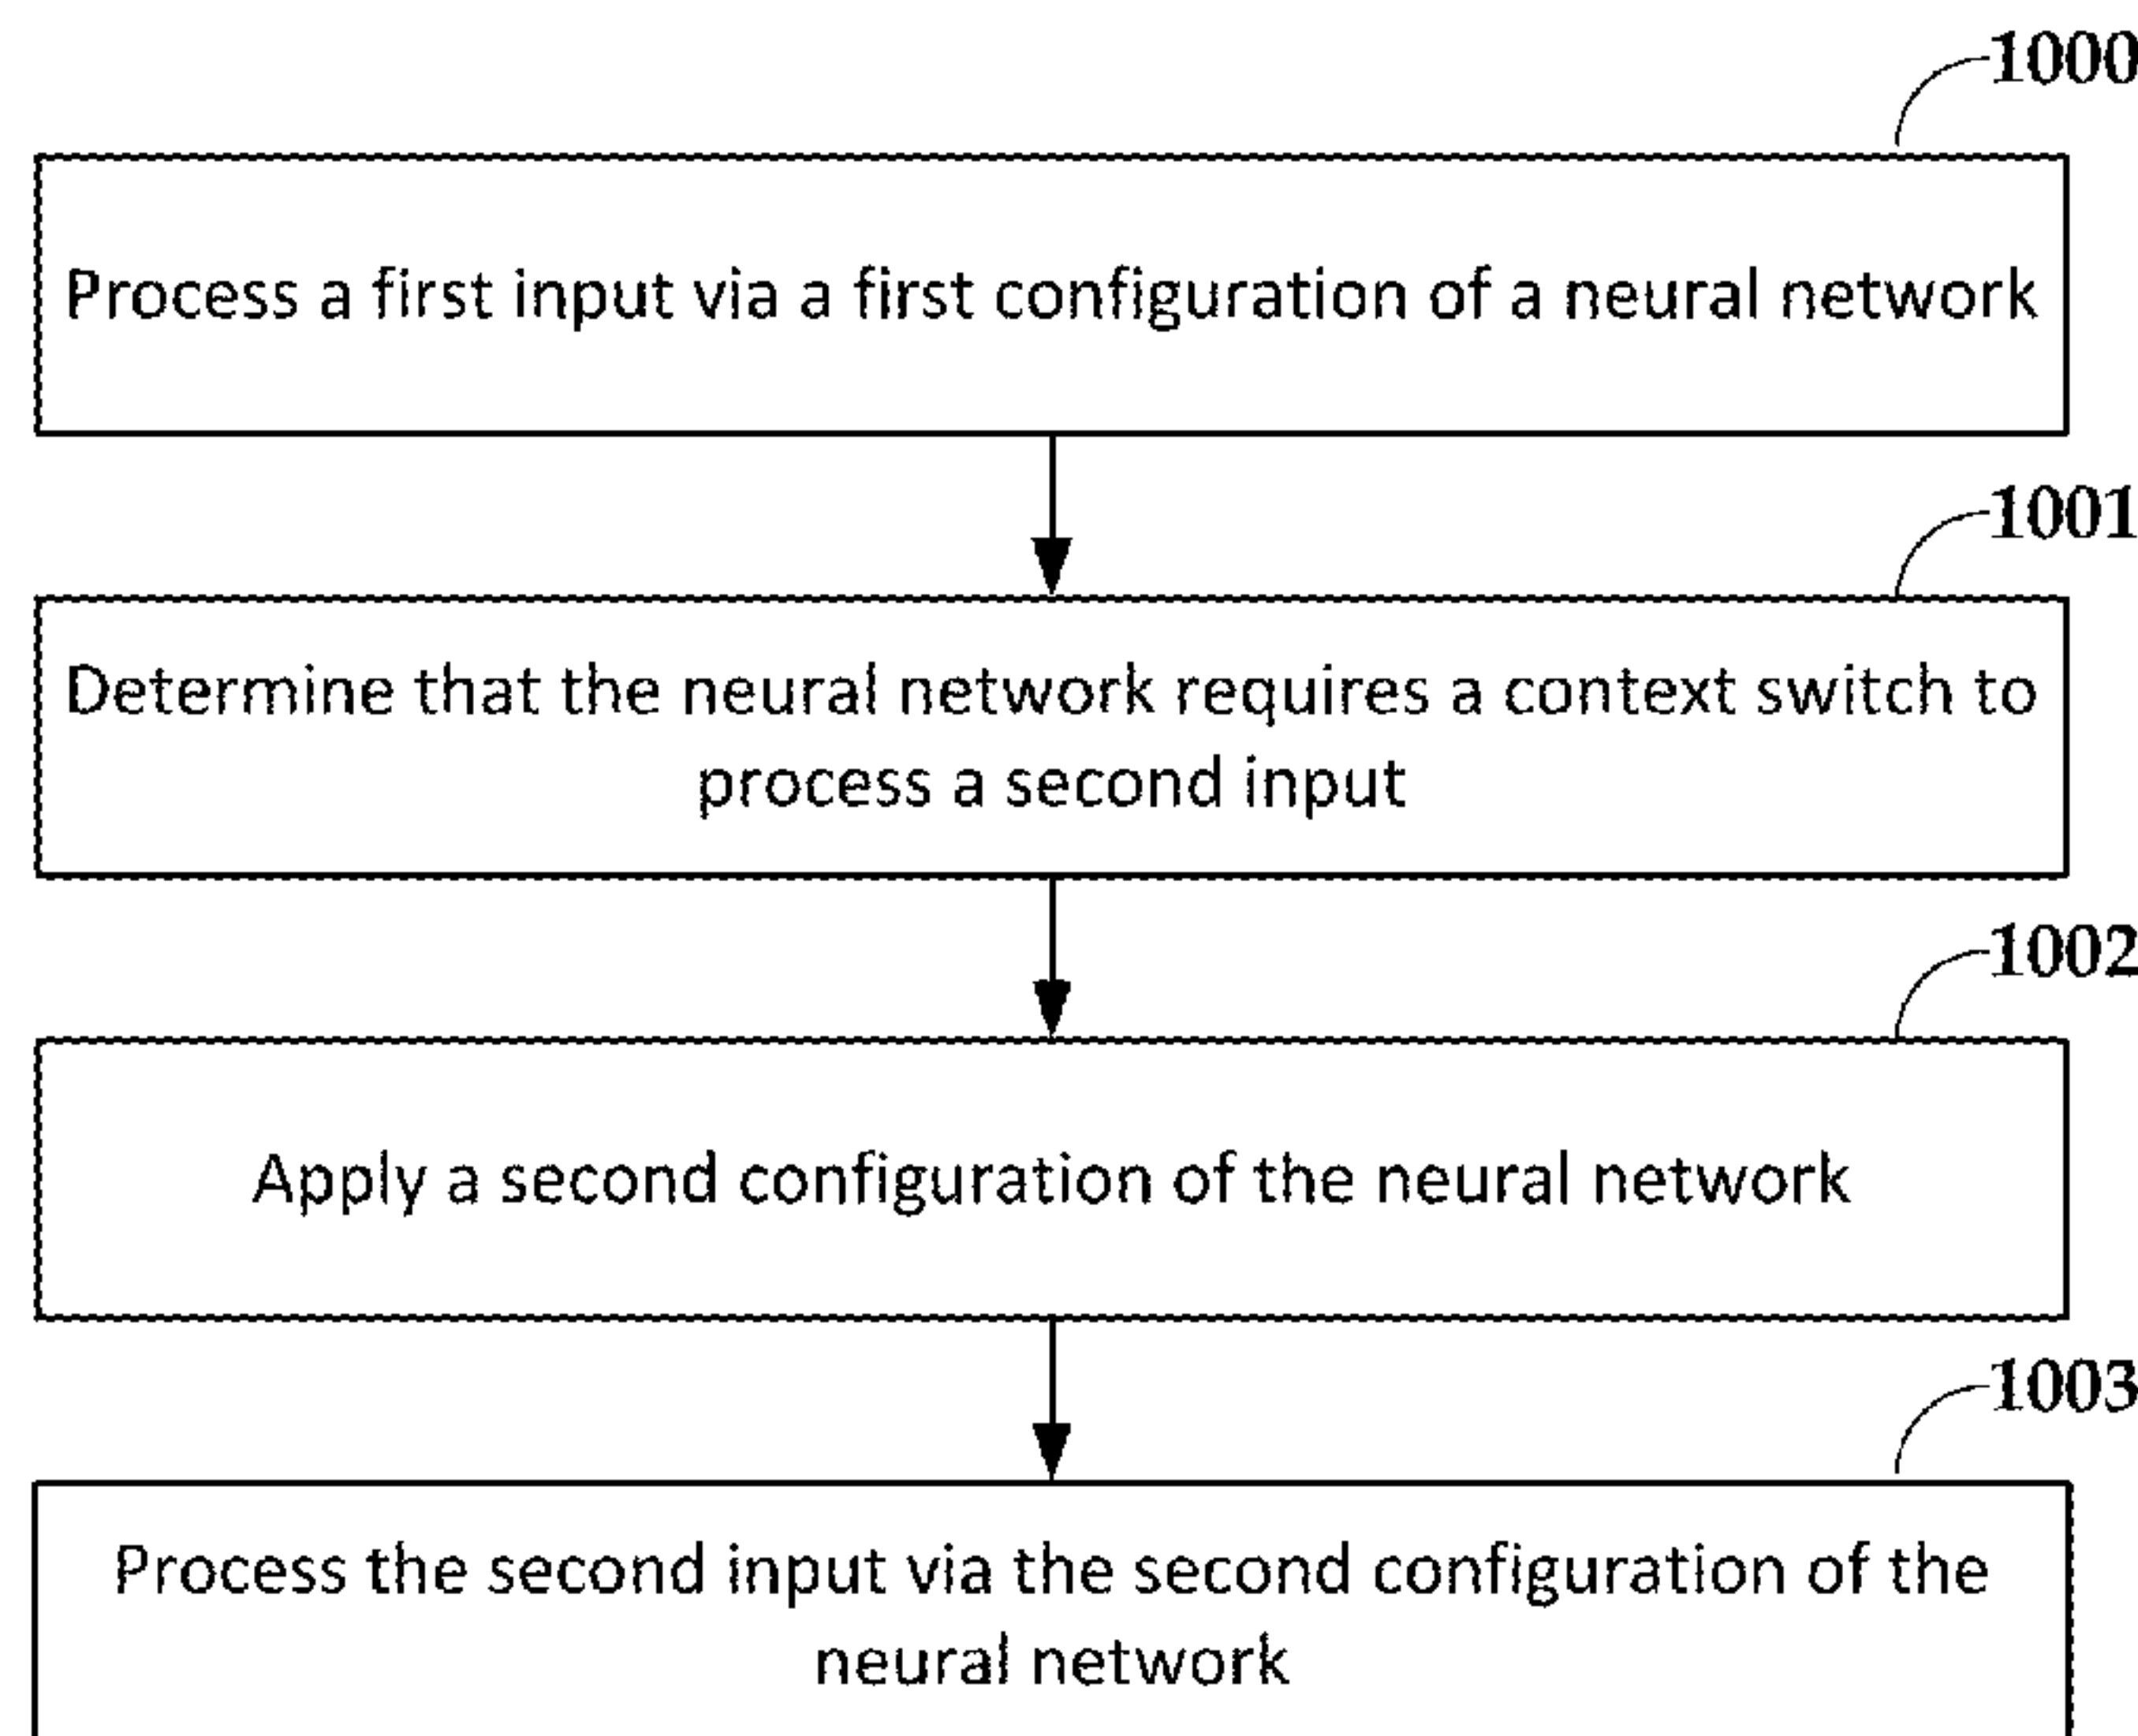 1000
Process a first input via a first configuration of a neural network
1001
Determine that the neural network requires a context switch to
process a second input
1002
Apply a second configuration of the neural network
1003
Process the second input via the second configuration of the
neural network